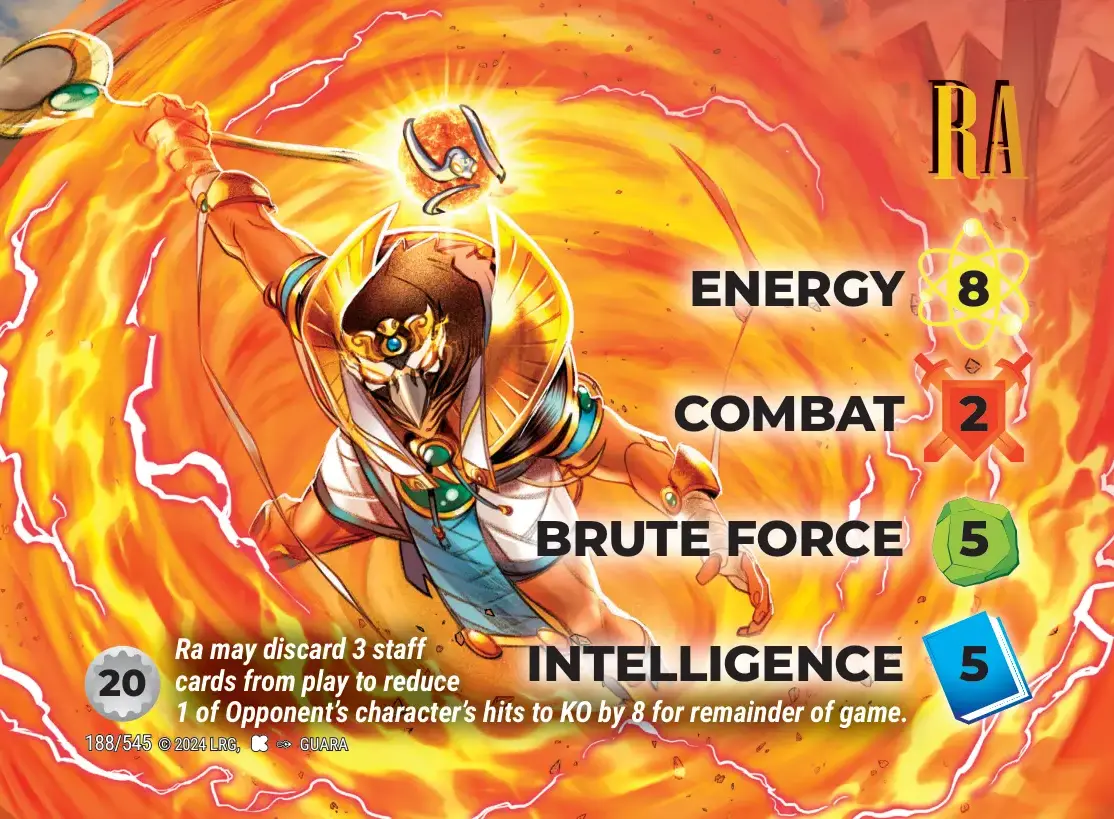 RA
ENERGY 8
COMBAT 2
BRUTE FORCE 5
INTELLIGENCE 5
20
Ra may discard 3 staff
cards from play to reduce
1 of Opponent's character's hits to KO by 8 for remainder of game.
188/545 © 2024 LRG, K GUARA